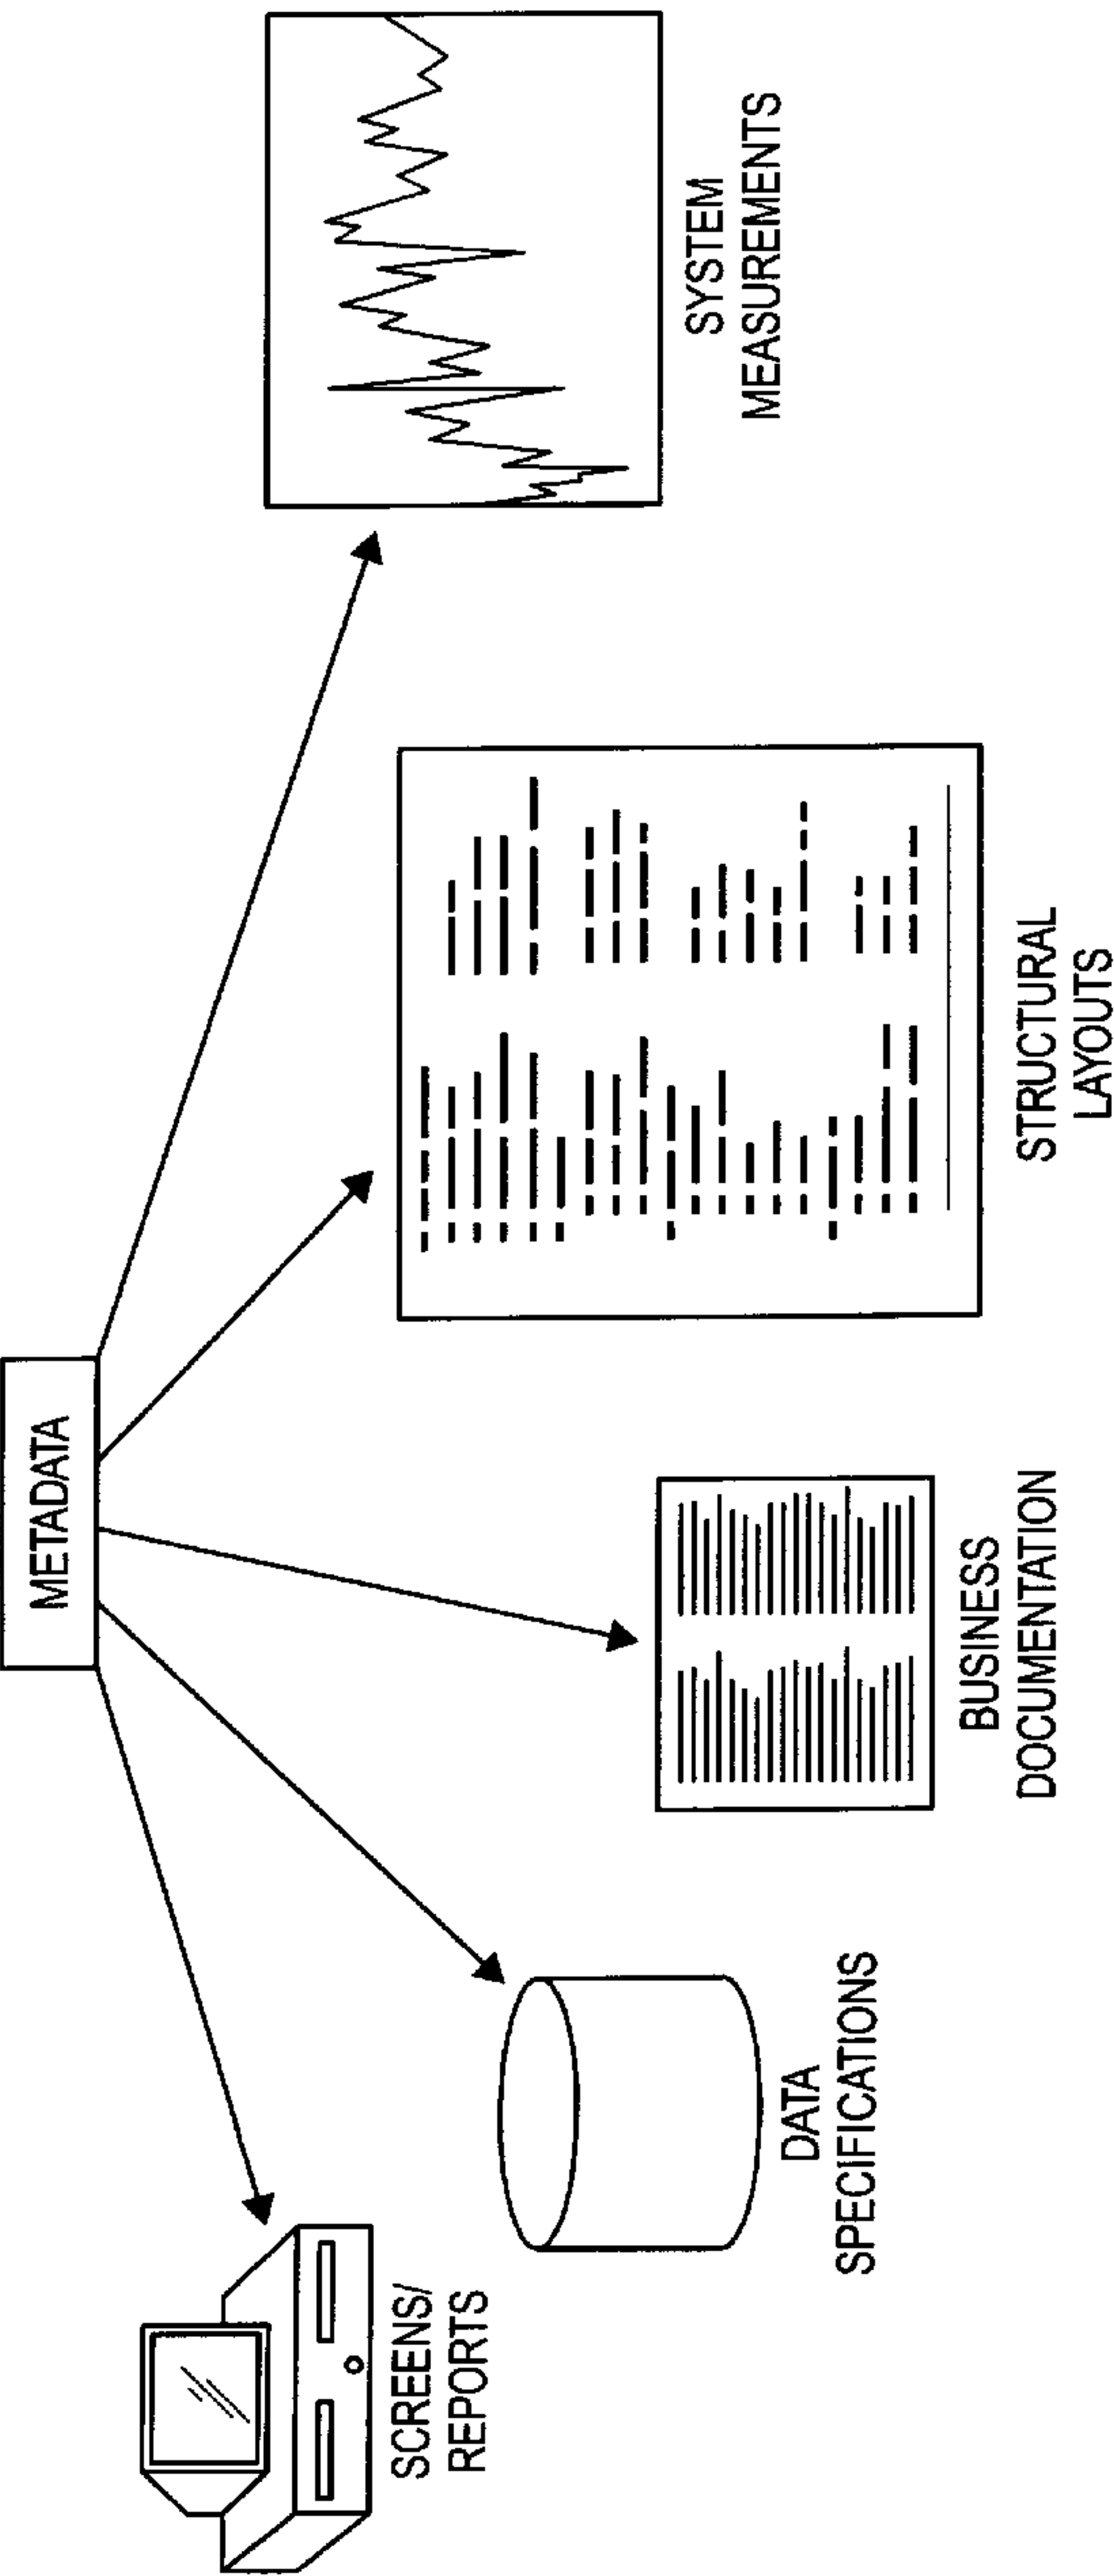 METADATA
SCREENS/
REPORTS
DATA
SPECIFICATIONS
BUSINESS
DOCUMENTATION
STRUCTURAL
LAYOUTS
SYSTEM
MEASUREMENTS